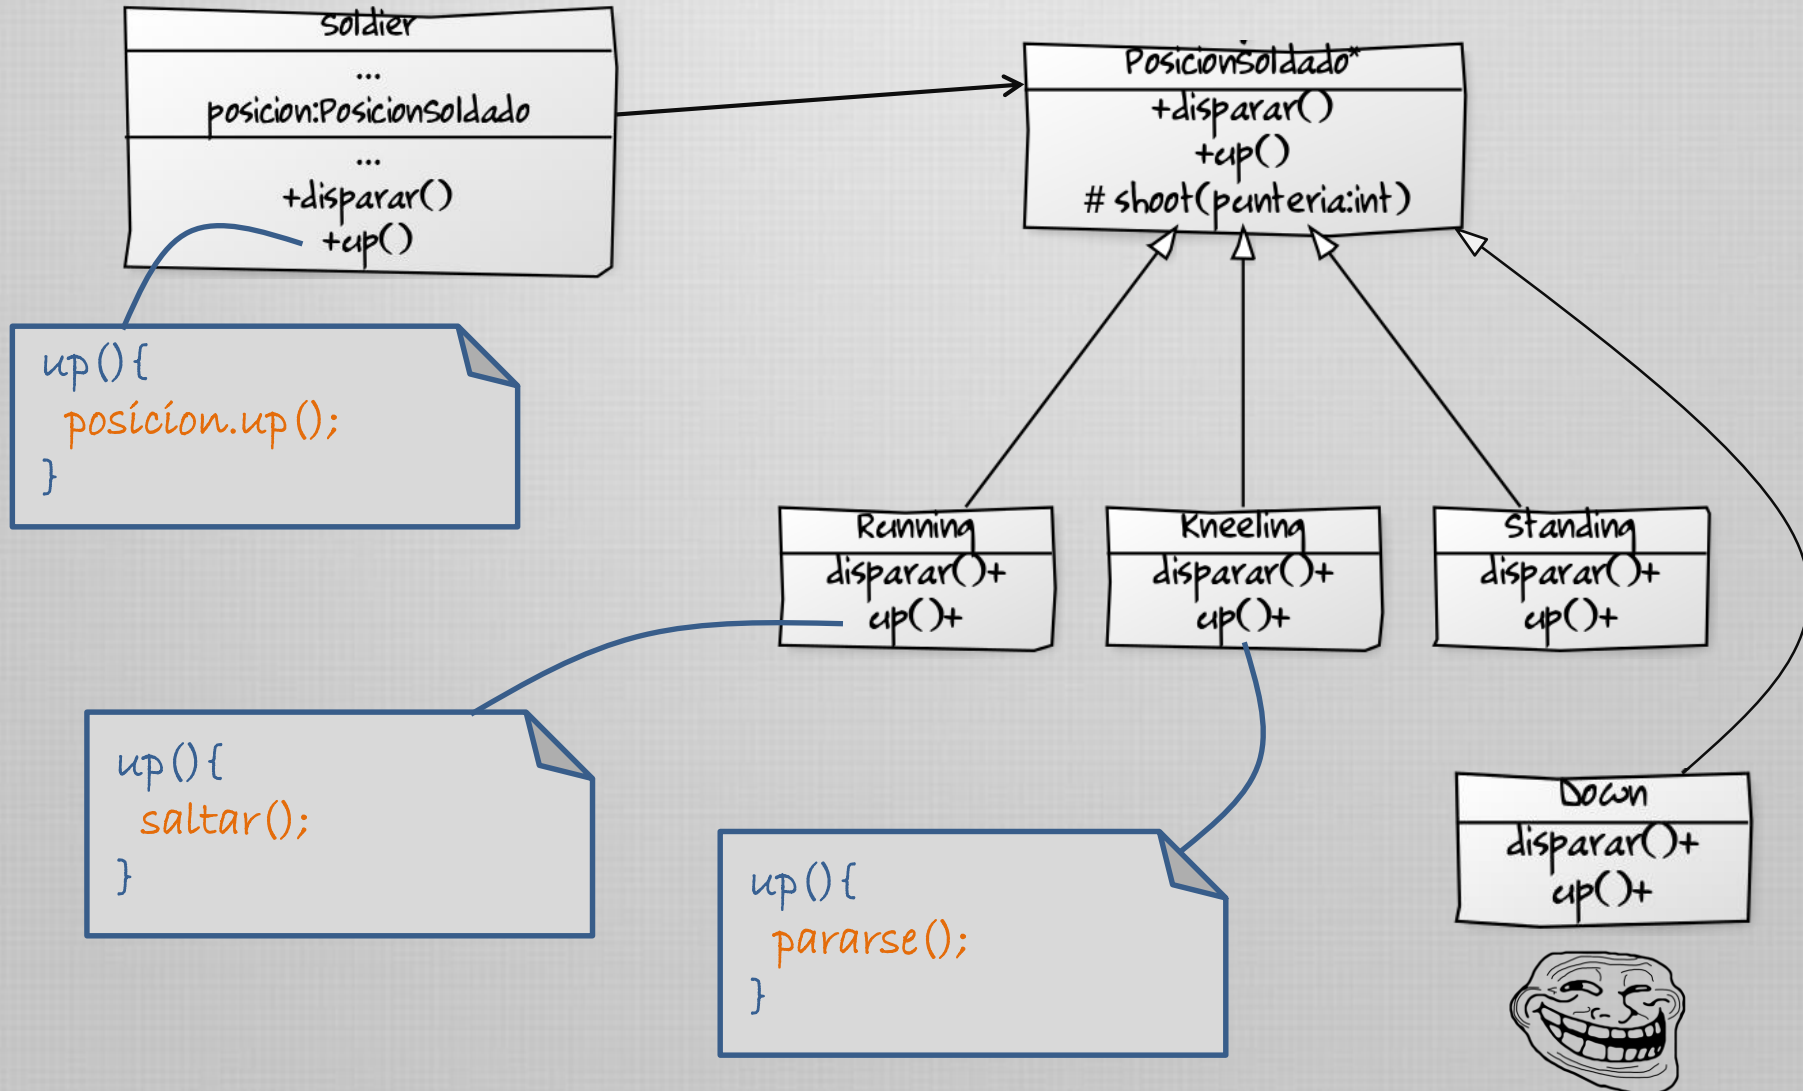 Soldier
...
posicion:PosicionSoldado
...
+disparar()
+up()
PosicionSoldado*
+disparar()
+up()
# shoot(punteria:int)
up(){
posicion.up();
}
Running
disparar()+
up()+
Kneeling
disparar()+
up()+
Standing
disparar()+
up()+
up(){
saltar();
}
up(){
pararse();
}
Down
disparar()+
up()+